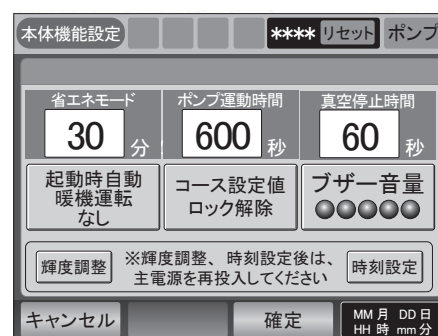 本体機能設定 **** リセット ポンプ
省エネモード ポンプ運動時間 真空停止時間
30 分 600 秒 60 秒
起動時自動
暖機運転
なし
コース設定値
ロック解除
ブザー音量
輝度調整
※輝度調整、時刻設定後は、
主電源を再投入してくださ
時刻設定
キャンセル 確定
MM 月 DD 日
HH 時 mm 分